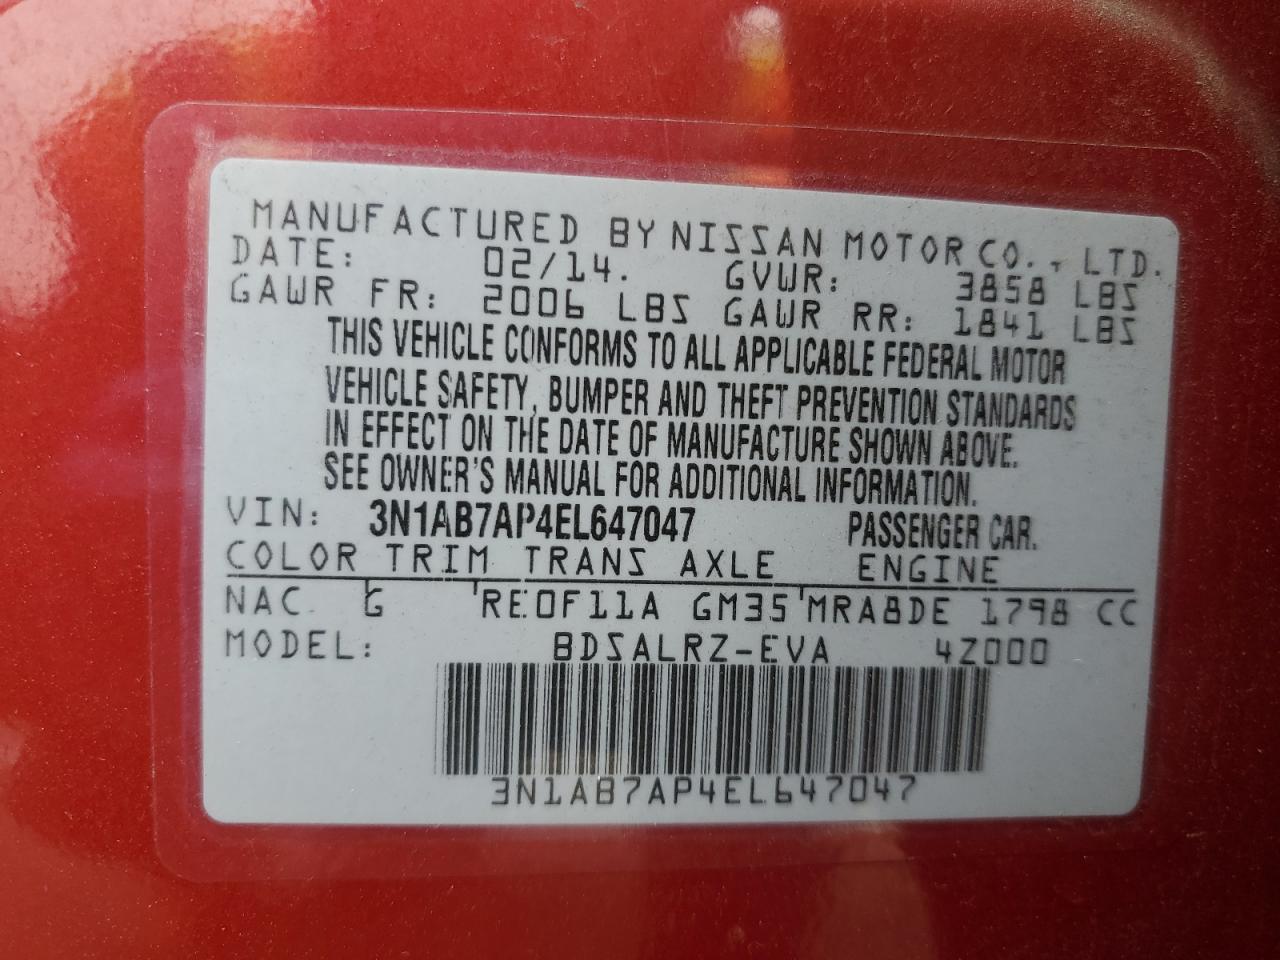 MANUFACTURED BY NISSAN MOTOR CO., LTD.
DATE: 02/14. GVWR: 3858 LBS
GAWR FR: 2006 LBS GAWR RR: 1841 LBS
THIS VEHICLE CONFORMS TO ALL APPLICABLE FEDERAL MOTOR
VEHICLE SAFETY, BUMPER AND THEFT PREVENTION STANDARDS
IN EFFECT ON THE DATE OF MANUFACTURE SHOWN ABOVE.
SEE OWNER'S MANUAL FOR ADDITIONAL INFORMATION.
VIN: 3N1AB7AP4EL647047 PASSENGER CAR.
COLOR TRIM TRANS AXLE ENGINE
NAC G RE0F11A GM35 MRA8DE 1798 CC
MODEL: BDSALRZ-EVA 4Z000
3N1AB7AP4EL647047